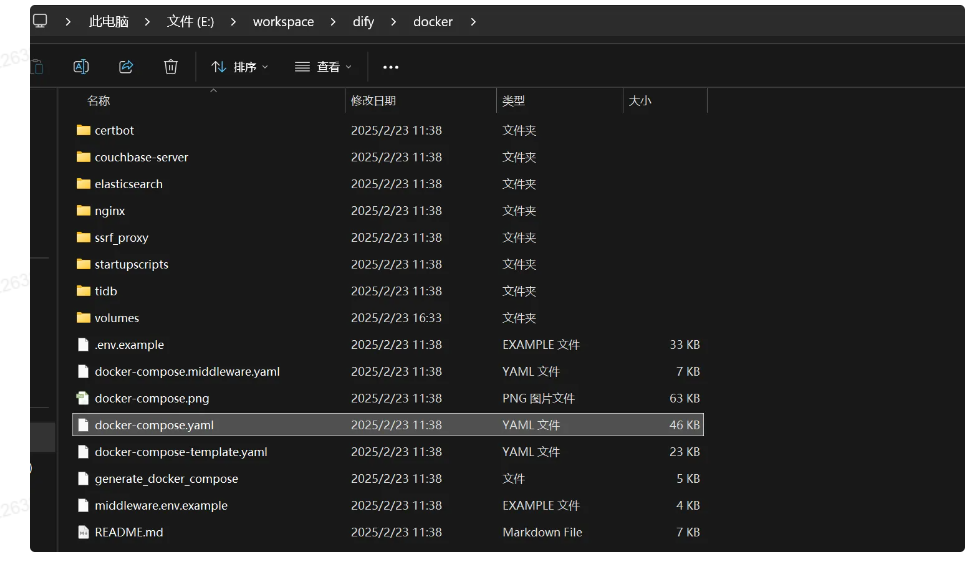 此电脑 > 文件 (E:) > workspace > dify > docker >
排序 查看 ...
名称 修改日期 类型 大小
certbot 2025/2/23 11:38 文件夹
couchbase-server 2025/2/23 11:38 文件夹
elasticsearch 2025/2/23 11:38 文件夹
nginx 2025/2/23 11:38 文件夹
ssrf_proxy 2025/2/23 11:38 文件夹
startupscripts 2025/2/23 11:38 文件夹
tidb 2025/2/23 11:38 文件夹
volumes 2025/2/23 16:33 文件夹
.env.example 2025/2/23 11:38 EXAMPLE 文件 33 KB
docker-compose.middleware.yaml 2025/2/23 11:38 YAML 文件 7 KB
docker-compose.png 2025/2/23 11:38 PNG 图片文件 63 KB
docker-compose.yaml 2025/2/23 11:38 YAML 文件 46 KB
docker-compose-template.yaml 2025/2/23 11:38 YAML 文件 23 KB
generate_docker_compose 2025/2/23 11:38 文件 5 KB
middleware.env.example 2025/2/23 11:38 EXAMPLE 文件 4 KB
README.md 2025/2/23 11:38 Markdown File 7 KB